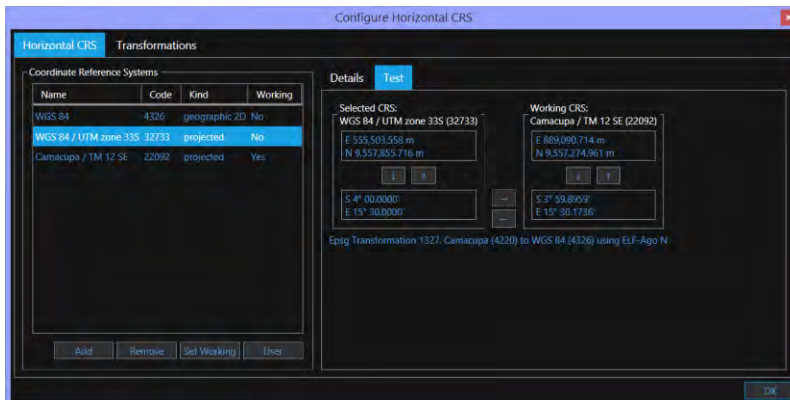 Configure Horizontal CRS
Horizontal CRS Transformations
Coordinate Reference Systems
Name Code Kind Working
WGS 84 4326 geographic 2D No
WGS 84 / UTM zone 33S 32733 projected No
Camacupa / TM 12 SE 22092 projected Yes
Add Remove Set Working User
Details Test
Selected CRS:
WGS 84 / UTM zone 33S (32733)
E 555,503.558 m
N 9,557,855.716 m
↓ ↑
S 4° 00.0000'
E 15° 30.0000'
→
←
Working CRS:
Camacupa / TM 12 SE (22092)
E 889,090.714 m
N 9,557,274.961 m
↓ ↑
S 3° 59.8959'
E 15° 30.1736'
Epsg Transformation 1327. Camacupa (4220) to WGS 84 (4326) using ELF-Ago N
OK